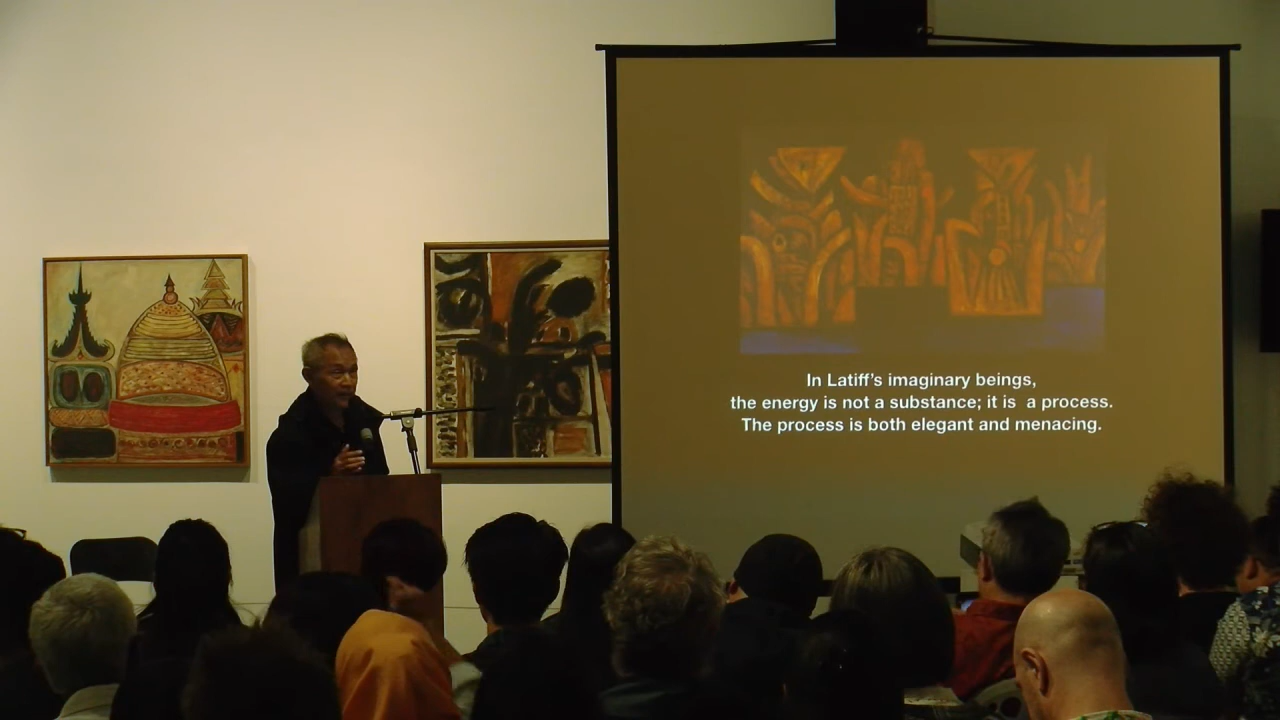 In Latiff's imaginary beings,
the energy is not a substance; it is a process.
The process is both elegant and menacing.